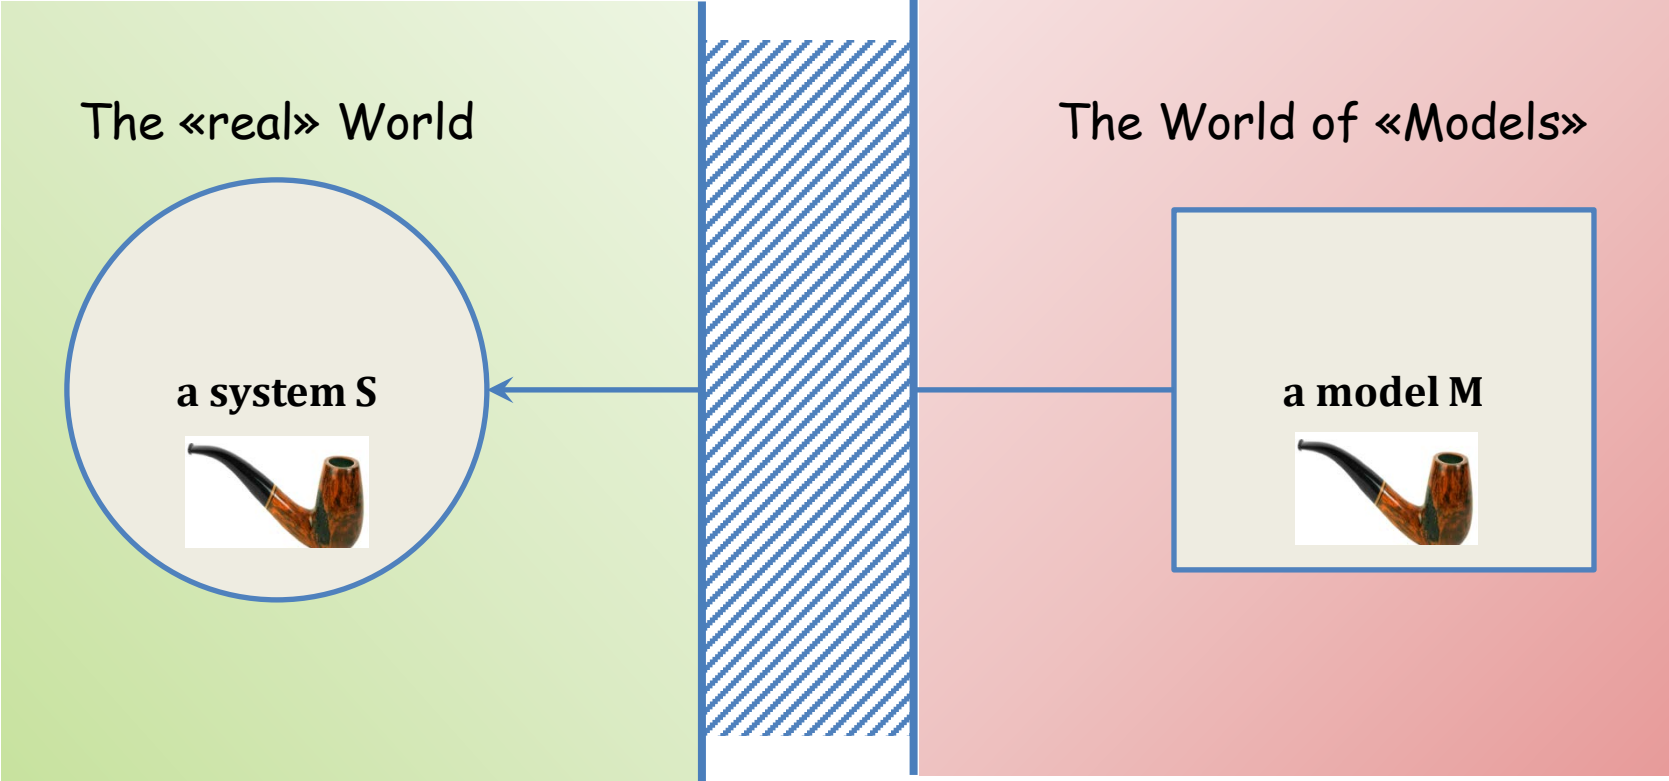 The «real» World
The World of «Models»
a system S
a model M